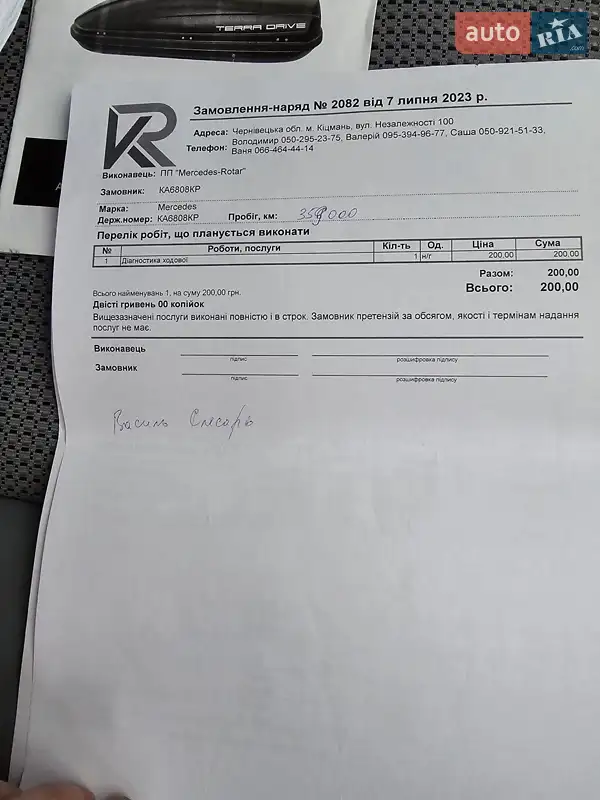 TERRA DRIVE
auto RIA.com
KR
Замовлення-наряд № 2082 від 7 липня 2023 р.
Адреса: Чернівецька обл. м. Кіцмань, вул. Незалежності 100
Телефон: Володимир 050-295-23-75, Валерій 095-394-96-77, Саша 050-921-51-33,
Ваня 066-464-44-14
Виконавець: ПП "Mercedes-Rotar"
Замовник: КА6808КР
Марка: Mercedes
Держ.номер: КА6808КР Пробіг, км: 359000
Перелік робіт, що планується виконати
№ Роботи, послуги Кіл-ть Од. Ціна Сума
1 Діагностика ходової 1 н/г 200,00 200,00
Разом: 200,00
Всього: 200,00
Всього найменувань 1, на суму 200,00 грн.
Двісті гривень 00 копійок
Вищезазначені послуги виконані повністю і в строк. Замовник претензій за обсягом, якості і термінам надання
послуг не має.
Виконавець
підпис розшифровка підпису
Замовник
підпис розшифровка підпису
Василь